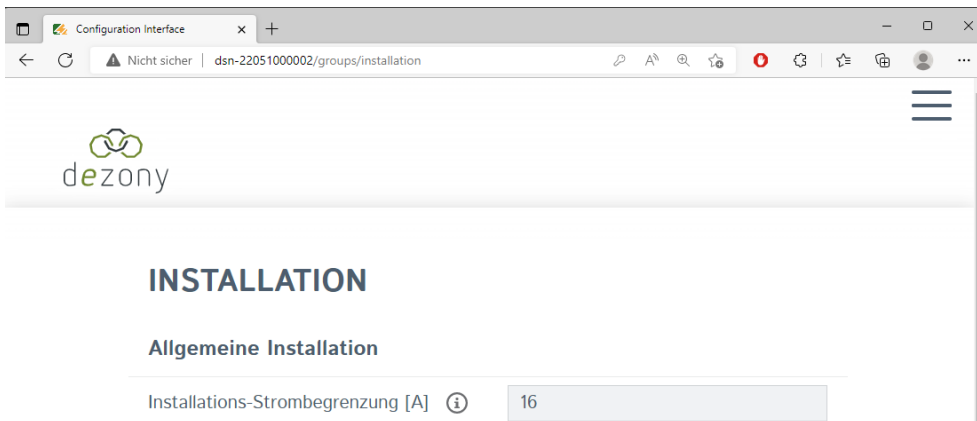 Configuration Interface
Nicht sicher | dsn-22051000002/groups/installation
dezony
INSTALLATION
Allgemeine Installation
Installations-Strombegrenzung [A] i 16